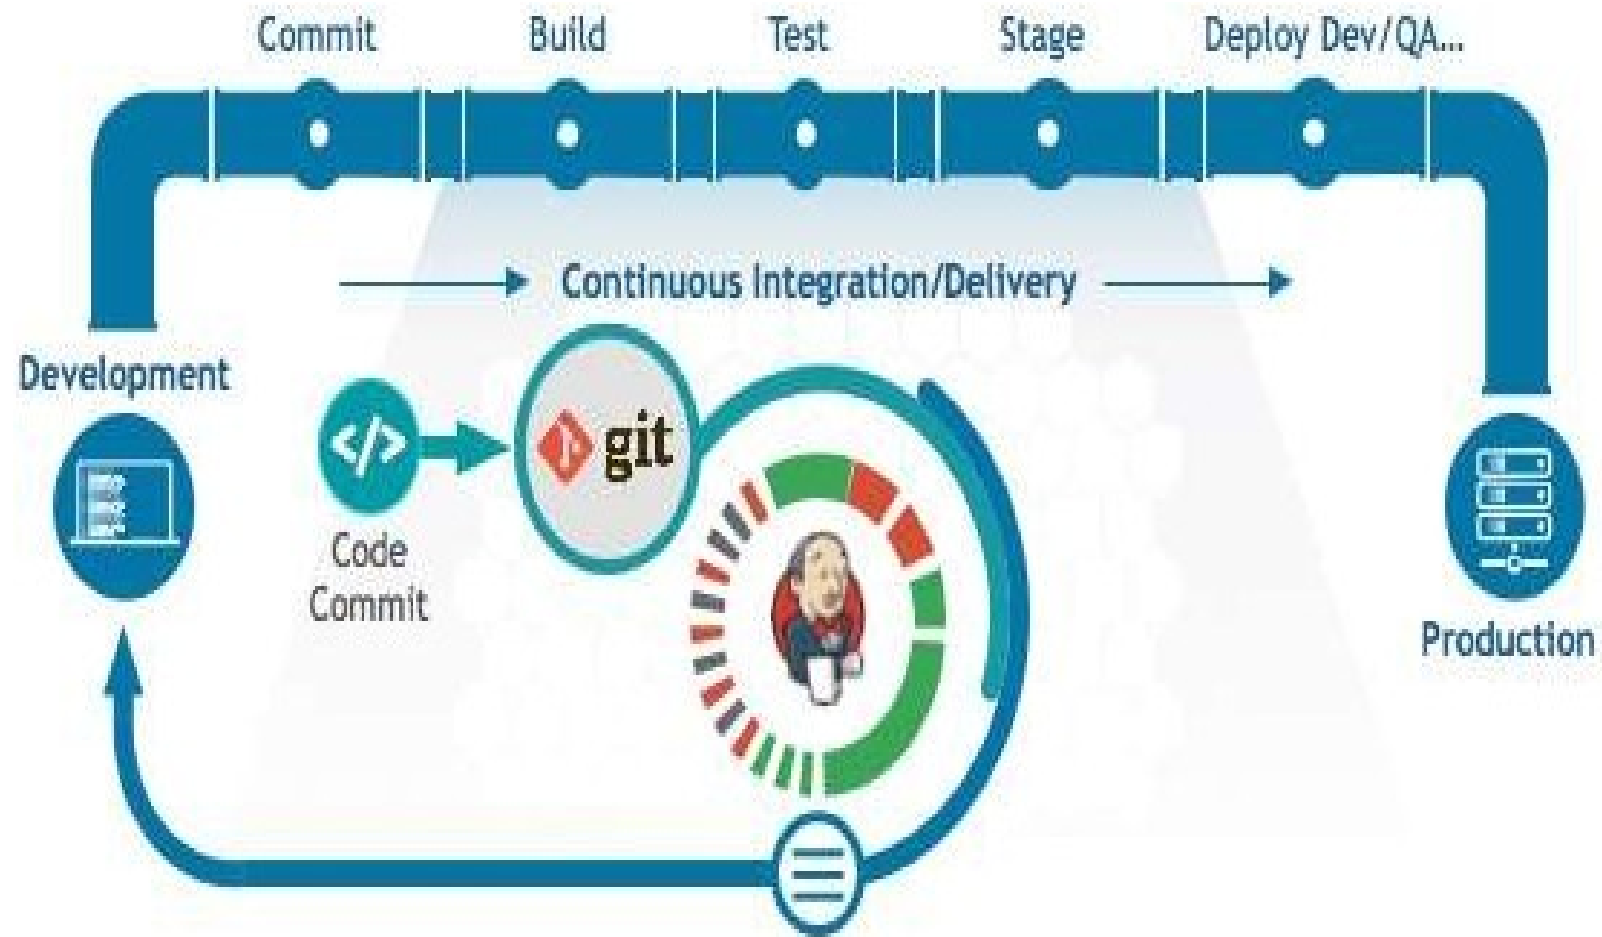 Commit
Build
Test
Stage
Deploy Dev/QA...
Continuous Integration/Delivery
Development
git
Code
Commit
Production